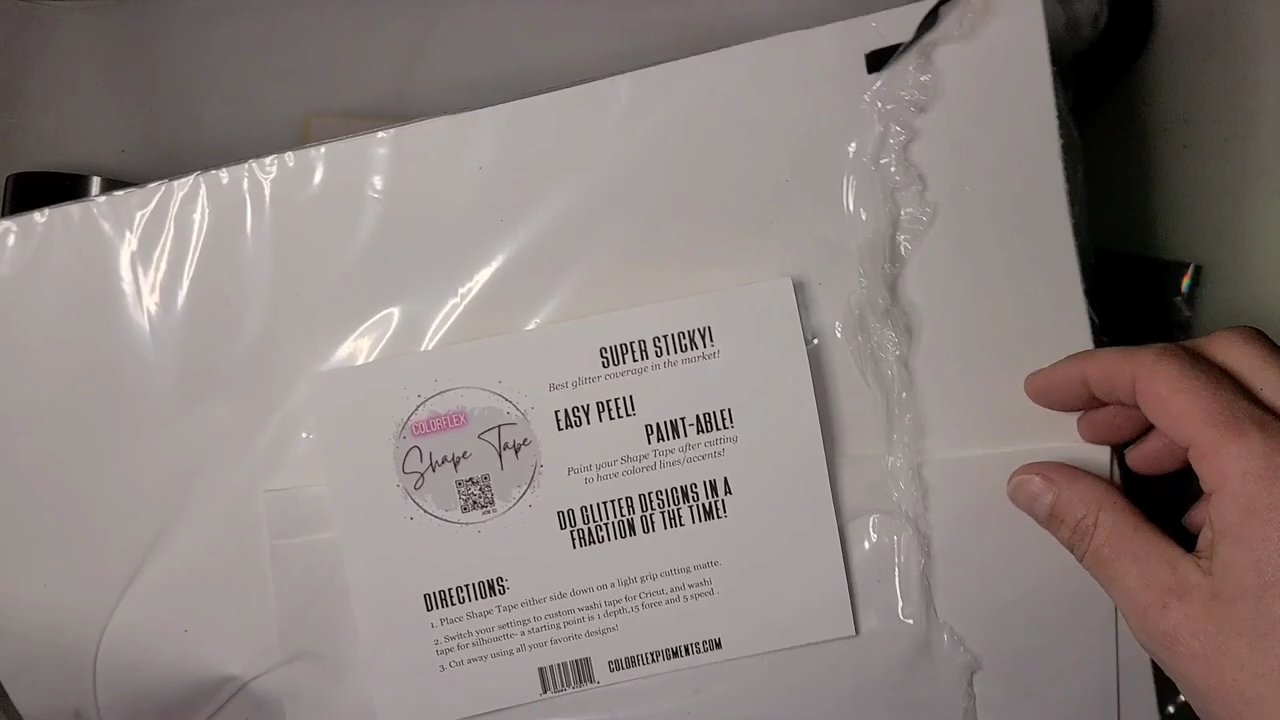 SUPER STICKY!
Best glitter coverage in the market!
EASY PEEL!
PAINT-ABLE!
Paint your Shape Tape after cutting
to have colored lines/accents!
DO GLITTER DESIGNS IN A
FRACTION OF THE TIME!
COLORFLEX
Shape Tape
DIRECTIONS:
1. Place Shape Tape either side down on a light grip cutting matte.
2. Switch your settings to custom washi tape for Cricut, and washi
tape for silhouette- a starting point is 1 depth,15 force and 5 speed .
3- Cut away using all your favorite designs!
COLORFLEXPIGMENTS.COM